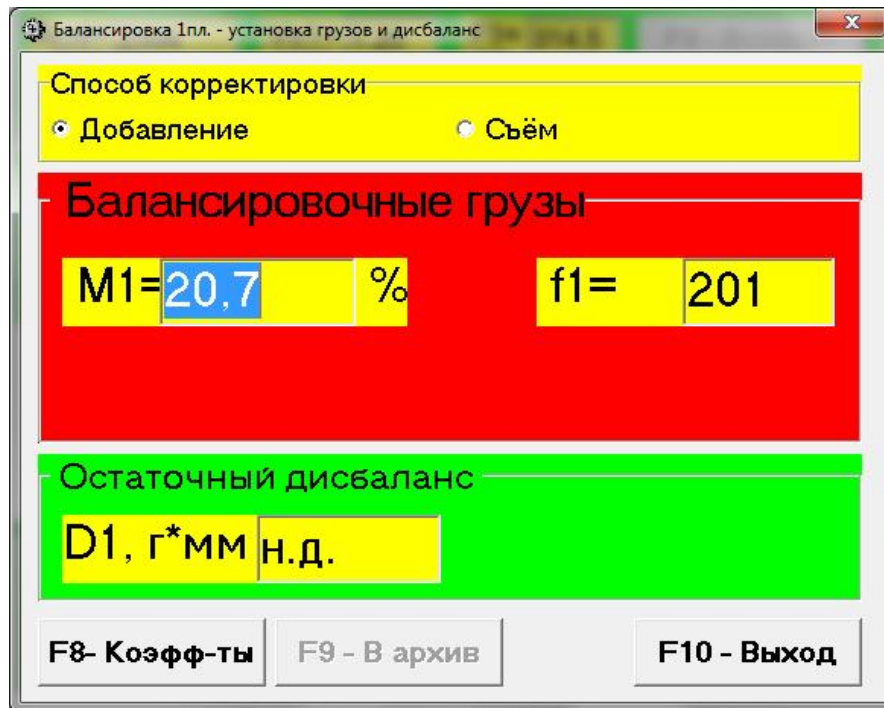 Балансировка 1пл. - установка грузов и дисбаланс
Способ корректировки
Добавление Съём
Балансировочные грузы
M1= 20,7 % f1= 201
Остаточный дисбаланс
D1, г*мм н.д.
F8- Коэфф-ты F9 - В архив F10 - Выход